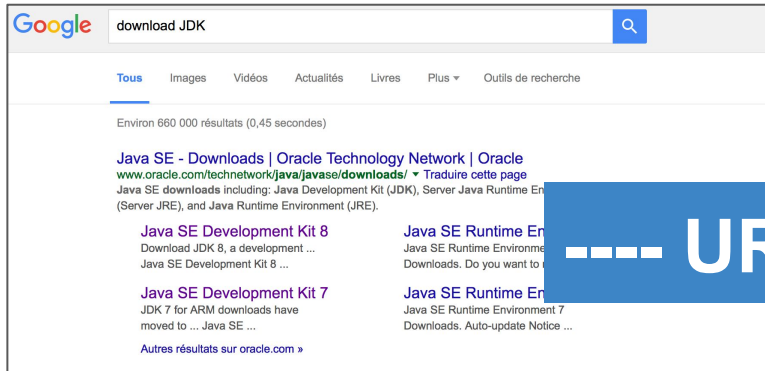 Google download JDK
Tous Images Vidéos Actualités Livres Plus Outils de recherche
Environ 660 000 résultats (0,45 secondes)
Java SE - Downloads | Oracle Technology Network | Oracle
www.oracle.com/technetwork/java/javase/downloads/ Traduire cette page
Java SE downloads including: Java Development Kit (JDK), Server Java Runtime En
(Server JRE), and Java Runtime Environment (JRE).
Java SE Development Kit 8
Download JDK 8, a development ...
Java SE Development Kit 8 ...
Java SE Runtime En
Java SE Runtime Environme
Downloads. Do you want to
---- UR
Java SE Development Kit 7
JDK 7 for ARM downloads have
moved to ... Java SE ...
Java SE Runtime En
Java SE Runtime Environment 7
Downloads. Auto-update Notice ...
Autres résultats sur oracle.com »